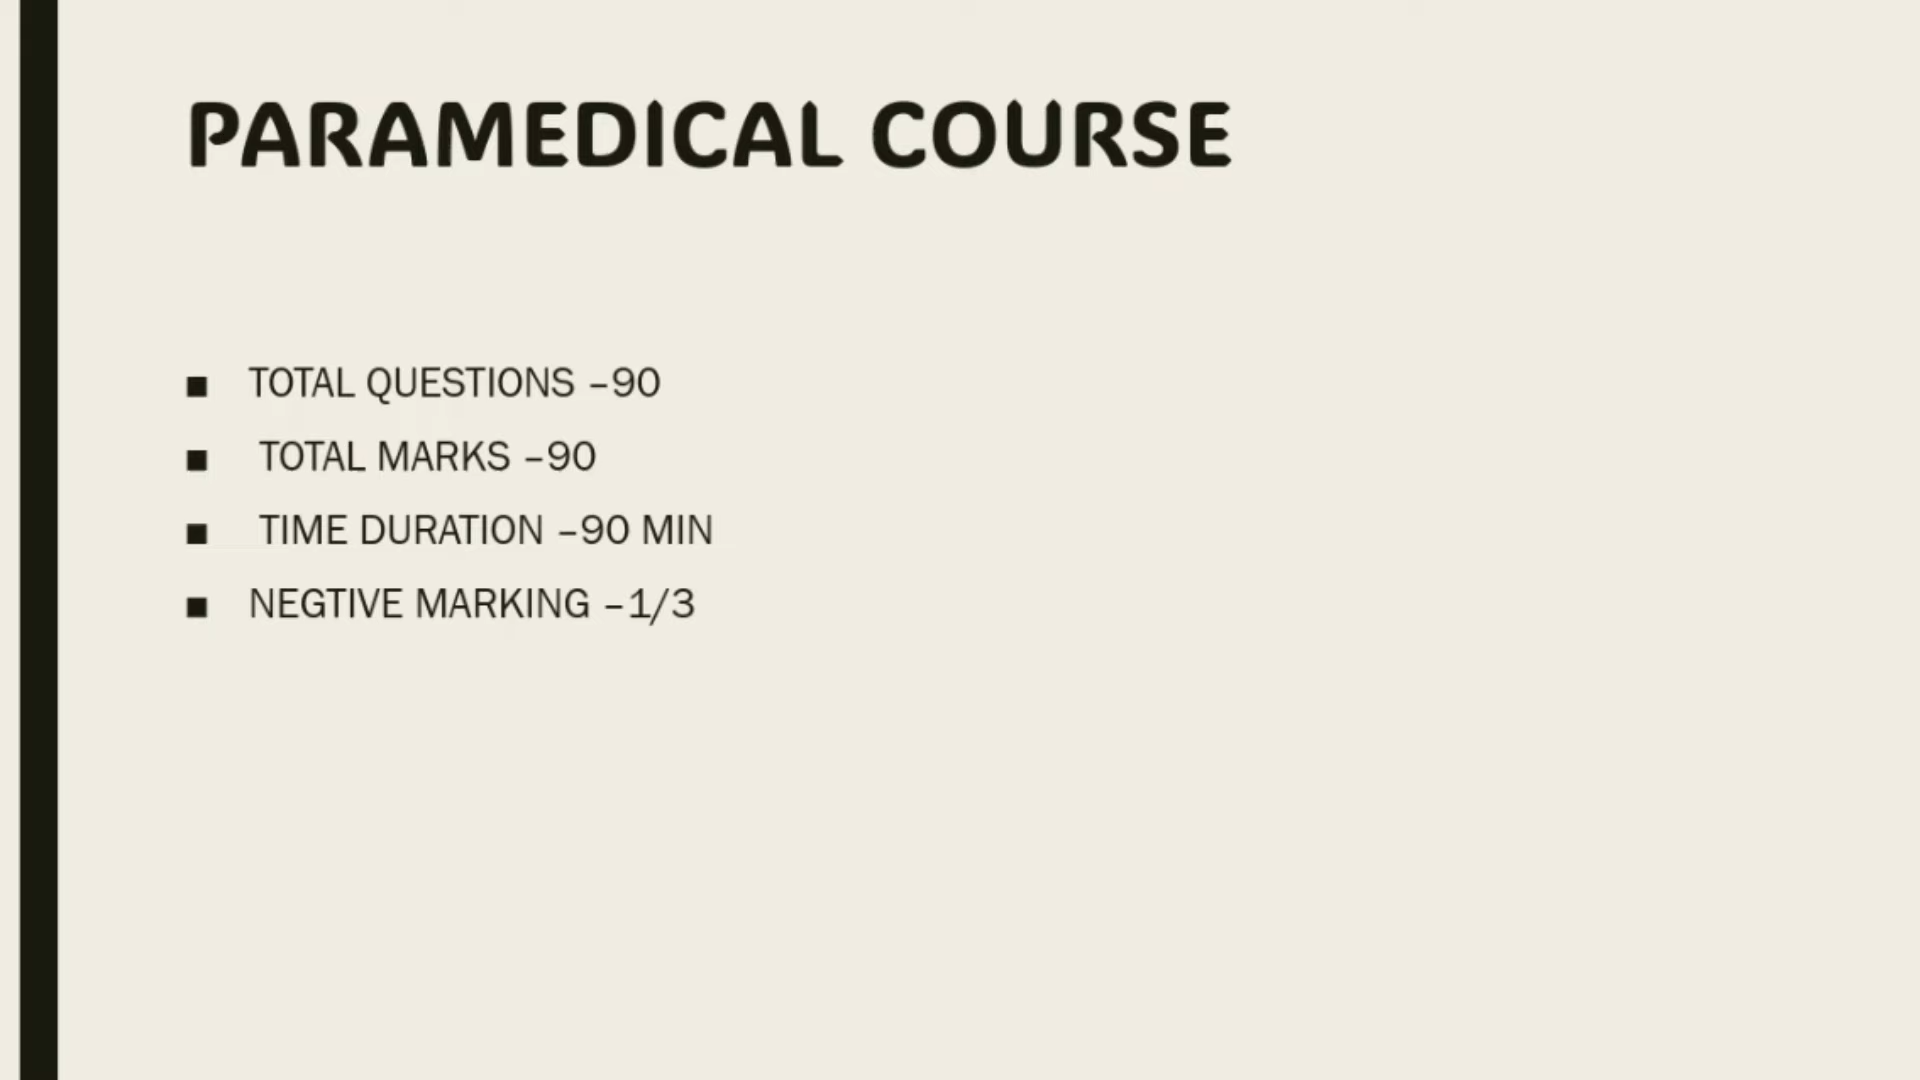 PARAMEDICAL COURSE
■ TOTAL QUESTIONS –90
■ TOTAL MARKS –90
■ TIME DURATION –90 MIN
■ NEGTIVE MARKING –1/3